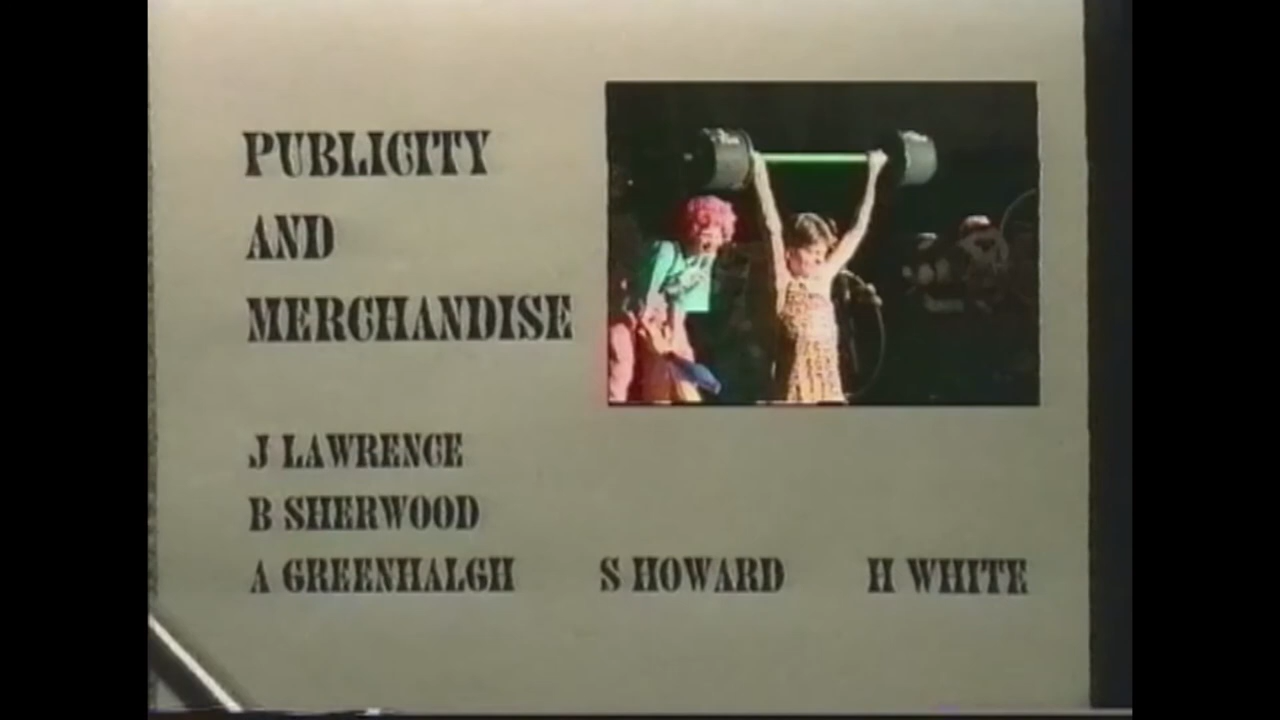 PUBLICITY
AND
MERCHANDISE
J LAWRENCE
B SHERWOOD
A GREENHALGH S HOWARD H WHITE